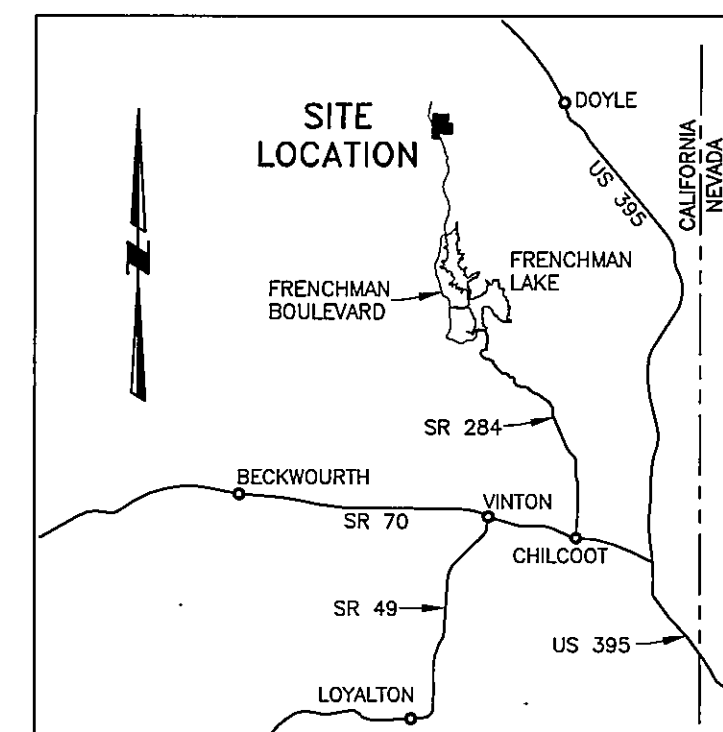 SITE
LOCATION
DOYLE
US 395
CALIFORNIA
NEVADA
N
FRENCHMAN
LAKE
FRENCHMAN
BOULEVARD
SR 284
BECKWOURTH
VINTON
SR 70
CHILCOOT
SR 49
US 395
LOYALTON